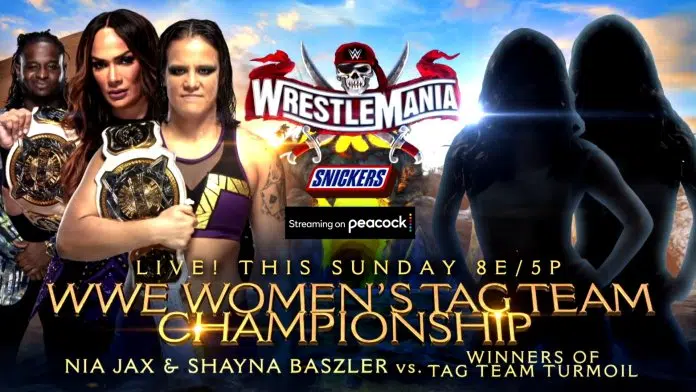 W
WRESTLEMANIA
SNICKERS
Streaming on peacock
LIVE! THIS SUNDAY 8E/5P
WWE WOMEN'S TAG TEAM
CHAMPIONSHIP
NIA JAX & SHAYNA BASZLER VS. WINNERS OF
TAG TEAM TURMOIL